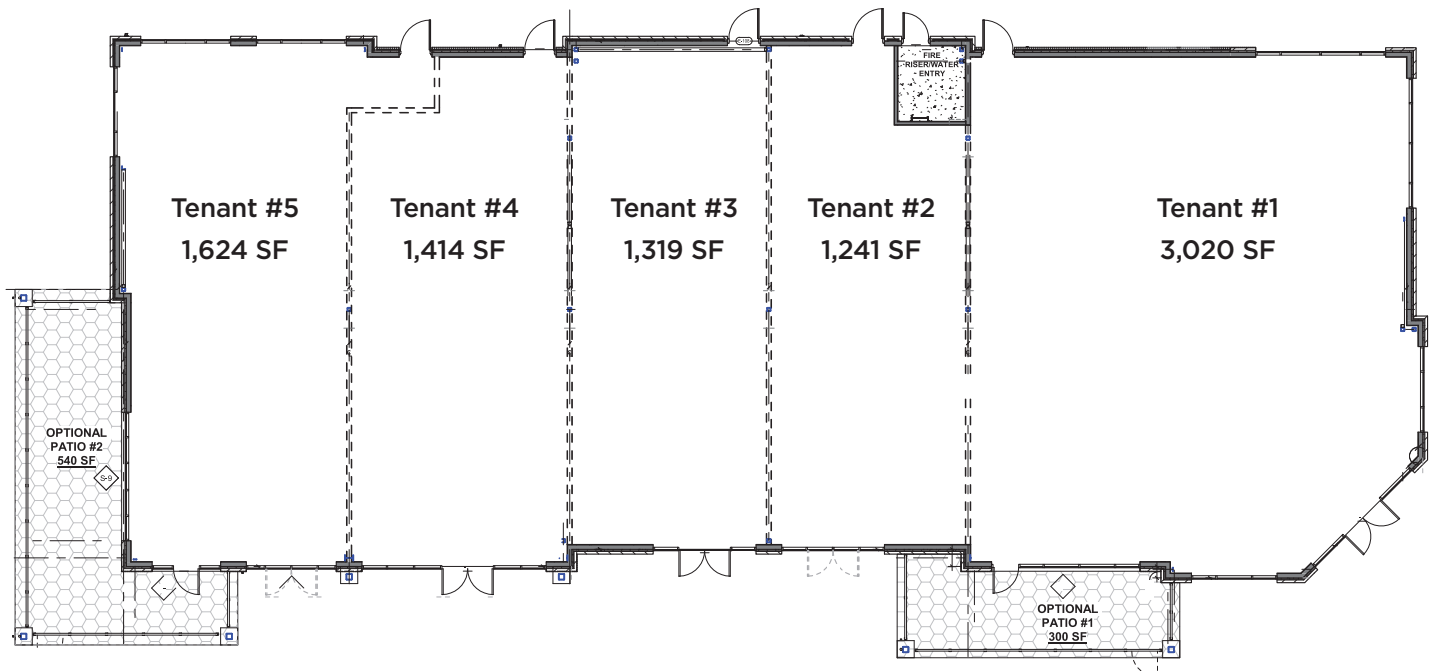 FIRE
RISER/WATER
ENTRY
Tenant #5
1,624 SF
Tenant #4
1,414 SF
Tenant #3
1,319 SF
Tenant #2
1,241 SF
Tenant #1
3,020 SF
OPTIONAL
PATIO #2
540 SF
S-9
OPTIONAL
PATIO #1
300 SF